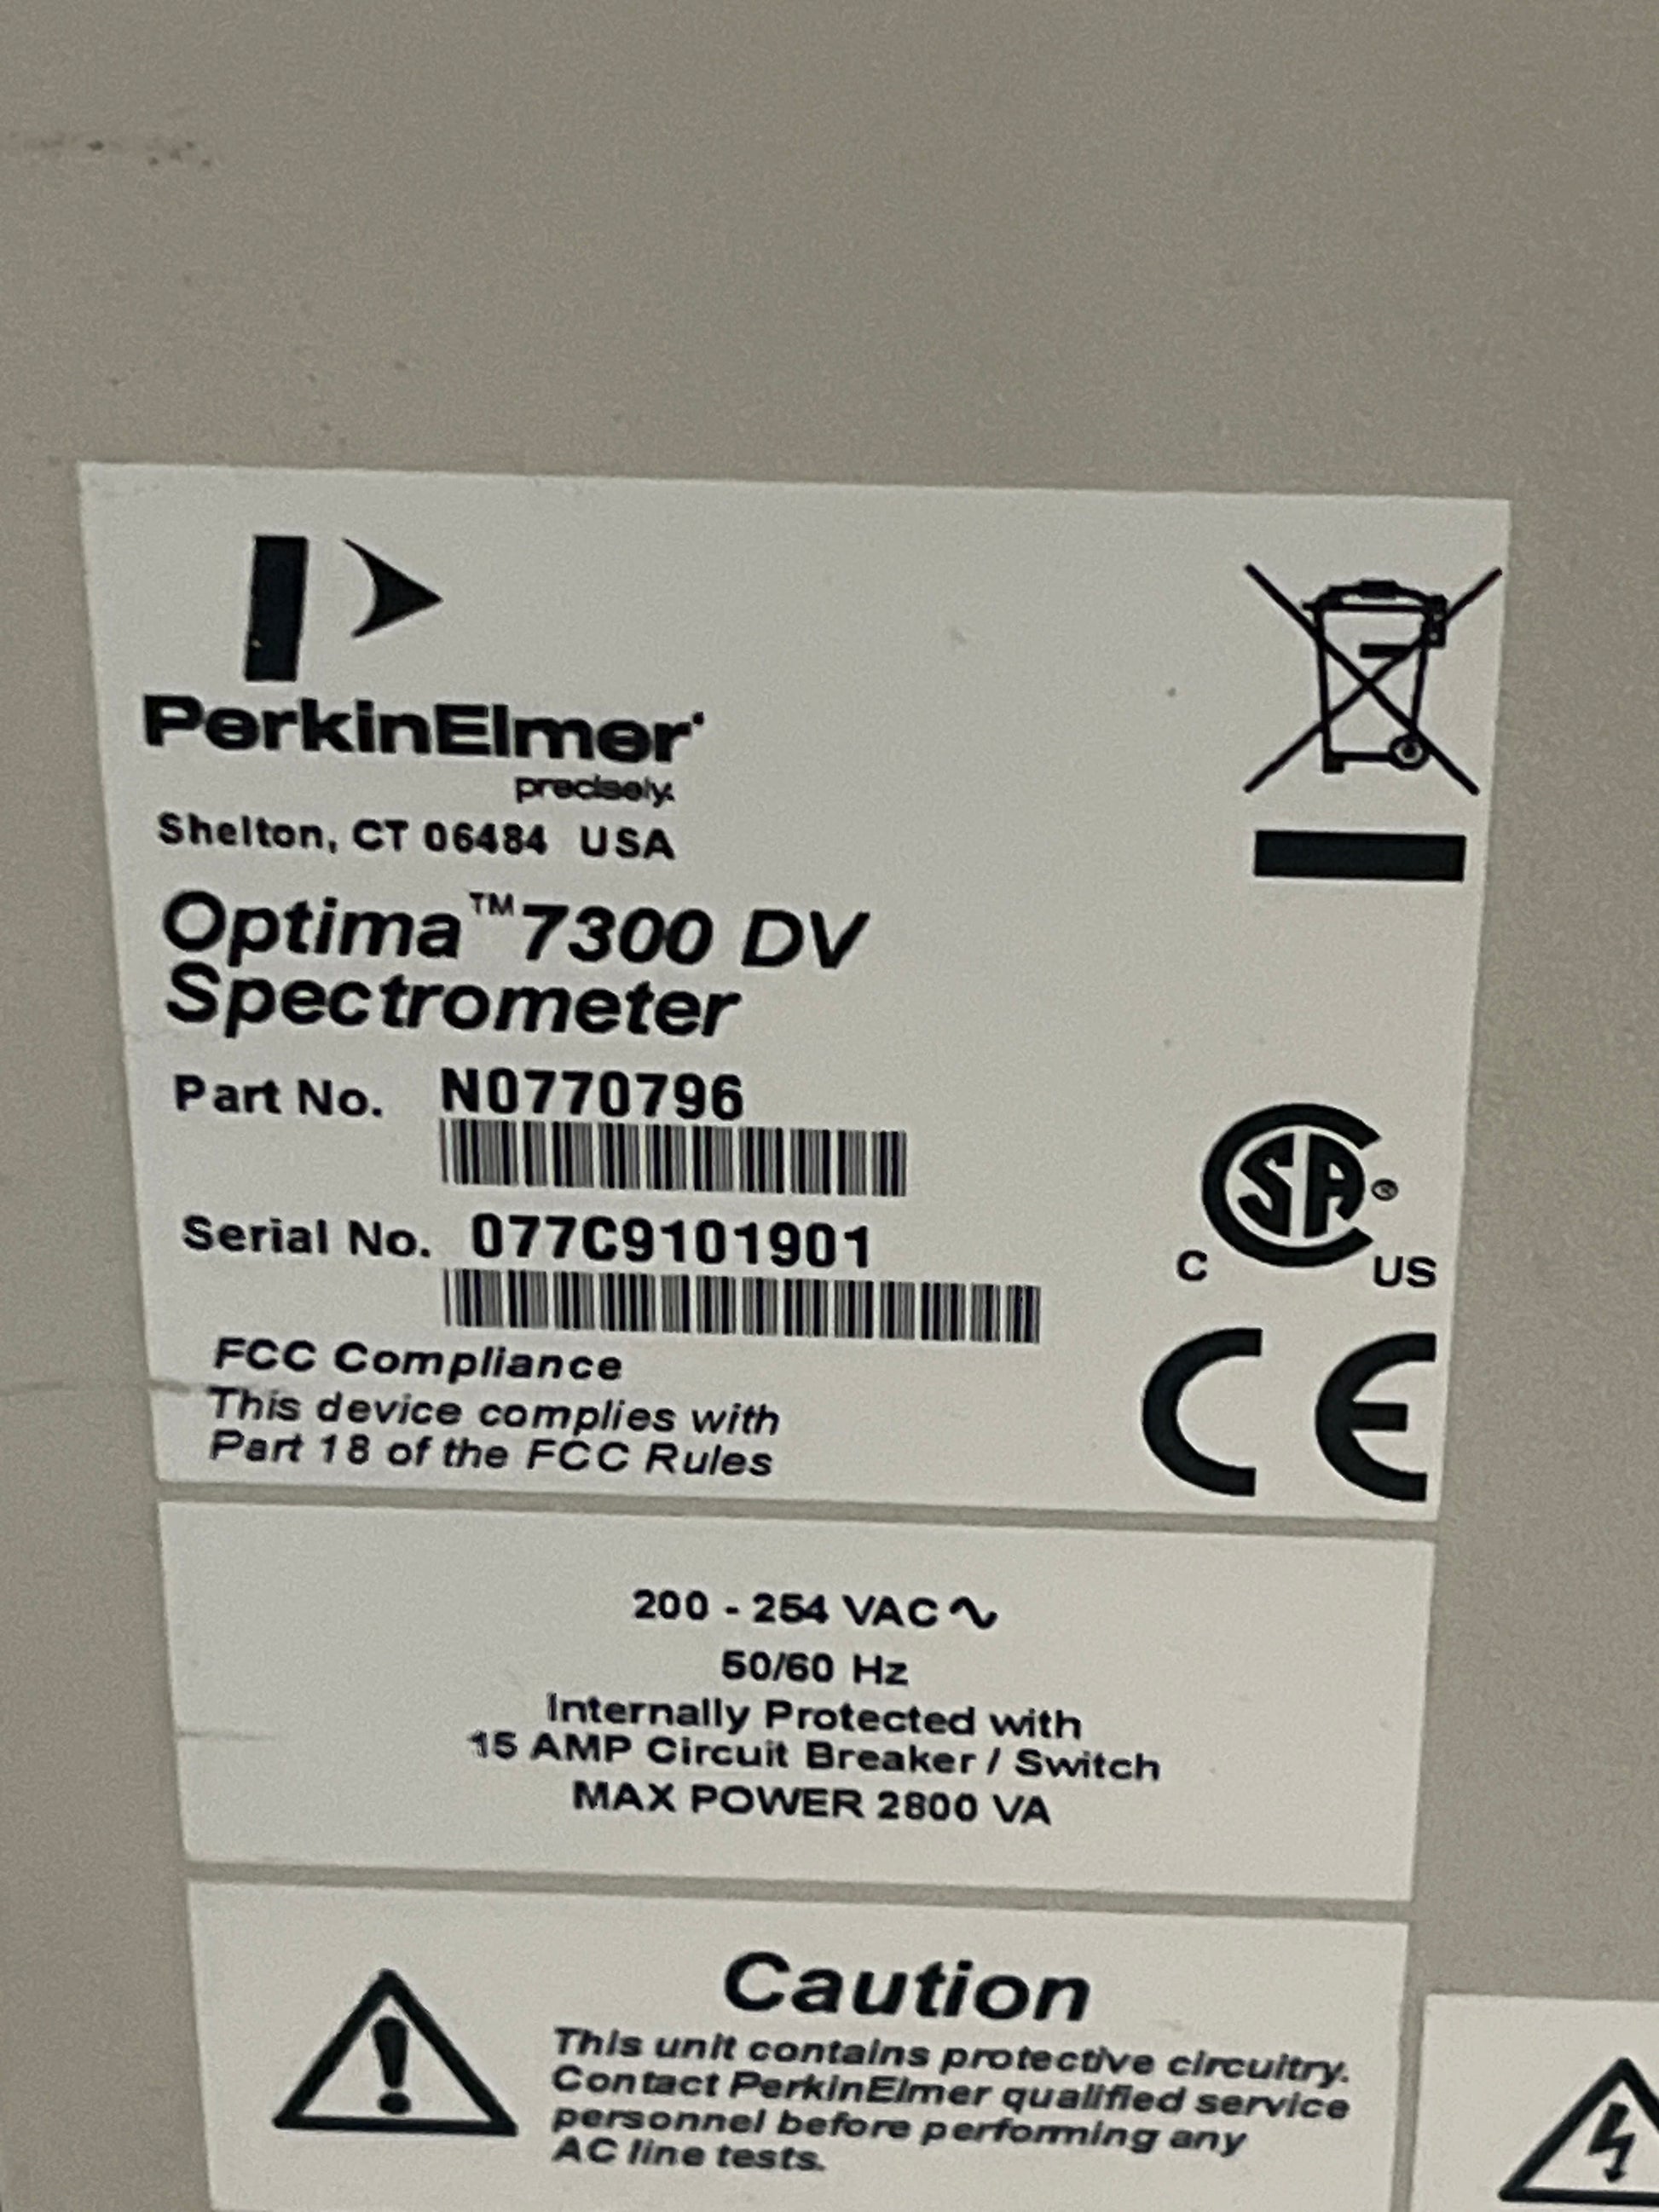 PerkinElmer
precisely.
Shelton, CT 06484 USA
Optima™ 7300 DV
Spectrometer
Part No. N0770796
Serial No. 077C9101901
FCC Compliance
This device complies with
Part 18 of the FCC Rules
SA®
C US
CE
200 - 254 VAC ∿
50/60 Hz
Internally Protected with
15 AMP Circuit Breaker / Switch
MAX POWER 2800 VA
Caution
This unit contains protective circuitry.
Contact PerkinElmer qualified service
personnel before performing any
AC line tests.